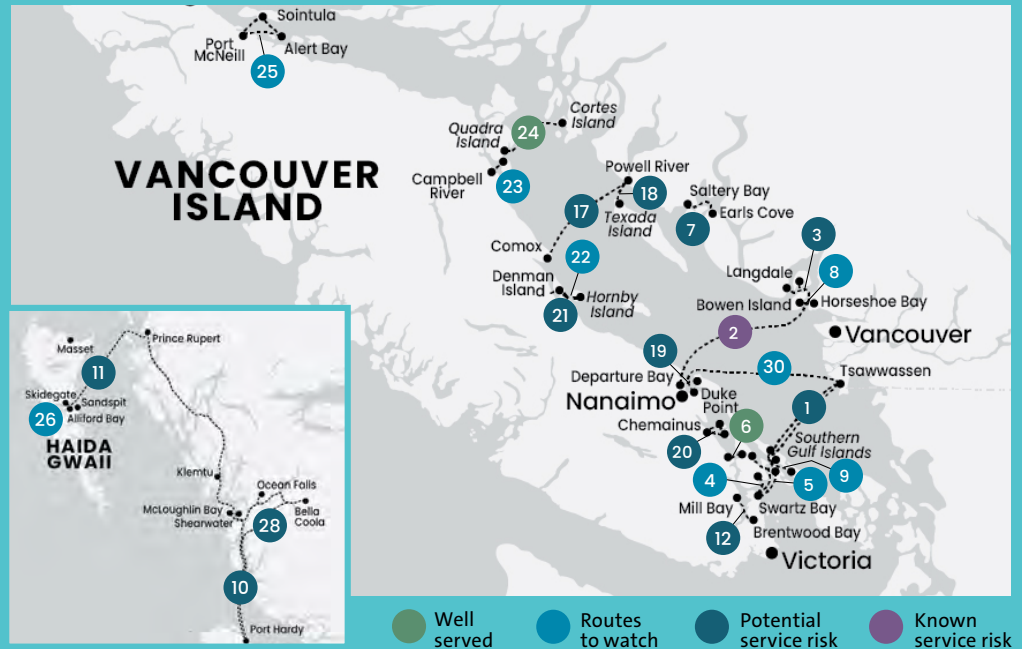 Sointula
Port
McNeill
Alert Bay
25
Cortes
Island
24
Quadra
Island
Campbell
River
23
VANCOUVER
ISLAND
Powell River
18
Texada
Island
17
Saltery Bay
Earls Cove
7
3
Comox
22
Denman
Island
Hornby
Island
21
Langdale
8
Bowen Island
Horseshoe Bay
2
Vancouver
19
30
Tsawwassen
Departure Bay
Nanaimo
Duke
Point
1
Chemainus
6
20
Southern
Gulf Islands
4
5
9
Mill Bay
Swartz Bay
12
Brentwood Bay
Victoria
Prince Rupert
Masset
11
Skidegate
Sandspit
26
Alliford Bay
HAIDA
GWAII
Klemtu
Ocean Falls
McLoughlin Bay
Shearwater
Bella
Coola
28
10
Port Hardy
Well
served
Routes
to watch
Potential
service risk
Known
service risk